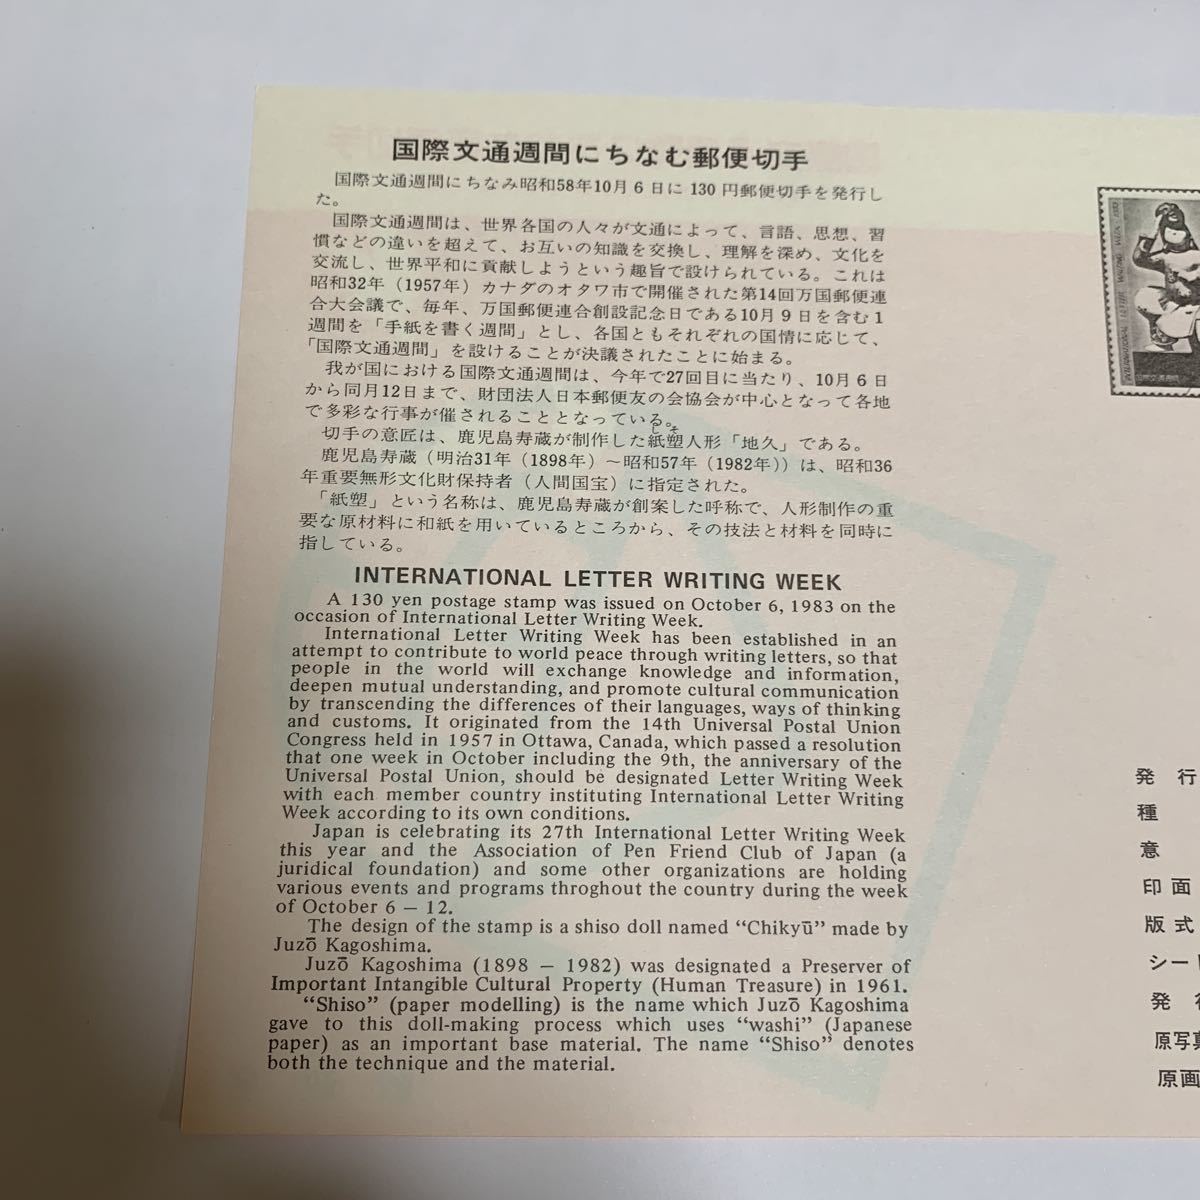 国際文通週間にちなむ郵便切手
国際文通週間にちなみ昭和58年10月6日に130円郵便切手を発行し
た。
国際文通週間は、世界各国の人々が文通によって、言語、思想、習
慣などの違いを超えて、お互いの知識を交換し、理解を深め、文化を
交流し、世界平和に貢献しようという趣旨で設けられている。これは
昭和32年（1957年）カナダのオタワ市で開催された第14回万国郵便連
合大会議で、毎年、万国郵便連合創設記念日である10月9日を含む1
週間を「手紙を書く週間」とし、各国ともそれぞれの国情に応じて、
「国際文通週間」を設けることが決議されたことに始まる。
我が国における国際文通週間は、今年で27回目に当たり、10月6日
から同月12日まで、財団法人日本郵便友の会協会が中心となって各地
で多彩な行事が催されることとなっている。
しそ
切手の意匠は、鹿児島寿蔵が制作した紙塑人形「地久」である。
鹿児島寿蔵（明治31年（1898年）～昭和57年（1982年））は、昭和36
年重要無形文化財保持者（人間国宝）に指定された。
「紙塑」という名称は、鹿児島寿蔵が創案した呼称で、人形制作の重
要な原材料に和紙を用いているところから、その技法と材料を同時に
指している。
INTERNATIONAL LETTER WRITING WEEK
A 130 yen postage stamp was issued on October 6, 1983 on the
occasion of International Letter Writing Week.
International Letter Writing Week has been established in an
attempt to contribute to world peace through writing letters, so that
people in the world will exchange knowledge and information,
deepen mutual understanding, and promote cultural communication
by transcending the differences of their languages, ways of thinking
and customs. It originated from the 14th Universal Postal Union
Congress held in 1957 in Ottawa, Canada, which passed a resolution
that one week in October including the 9th, the anniversary of the
Universal Postal Union, should be designated Letter Writing Week
with each member country instituting International Letter Writing
Week according to its own conditions.
Japan is celebrating its 27th International Letter Writing Week
this year and the Association of Pen Friend Club of Japan (a
juridical foundation) and some other organizations are holding
various events and programs throghout the country during the week
of October 6 – 12.
The design of the stamp is a shiso doll named “Chikyū” made by
Juzō Kagoshima.
Juzō Kagoshima (1898 – 1982) was designated a Preserver of
Important Intangible Cultural Property (Human Treasure) in 1961.
“Shiso” (paper modelling) is the name which Juzō Kagoshima
gave to this doll-making process which uses “washi” (Japanese
paper) as an important base material. The name “Shiso” denotes
both the technique and the material.
INTERNATIONAL LETTER WRITING WEEK 1983
発行
種
意
印面
版式
シー
発
原写真
原画